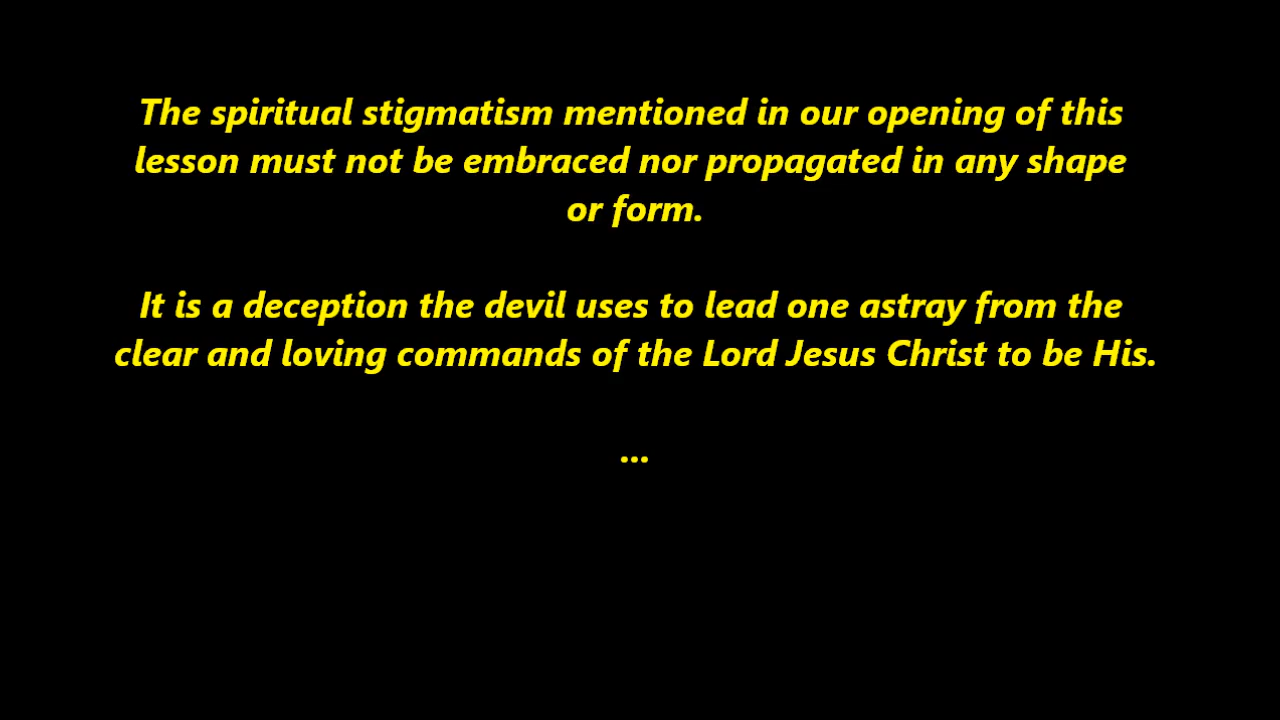 The spiritual stigmatism mentioned in our opening of this
lesson must not be embraced nor propagated in any shape
or form.
It is a deception the devil uses to lead one astray from the
clear and loving commands of the Lord Jesus Christ to be His.
...